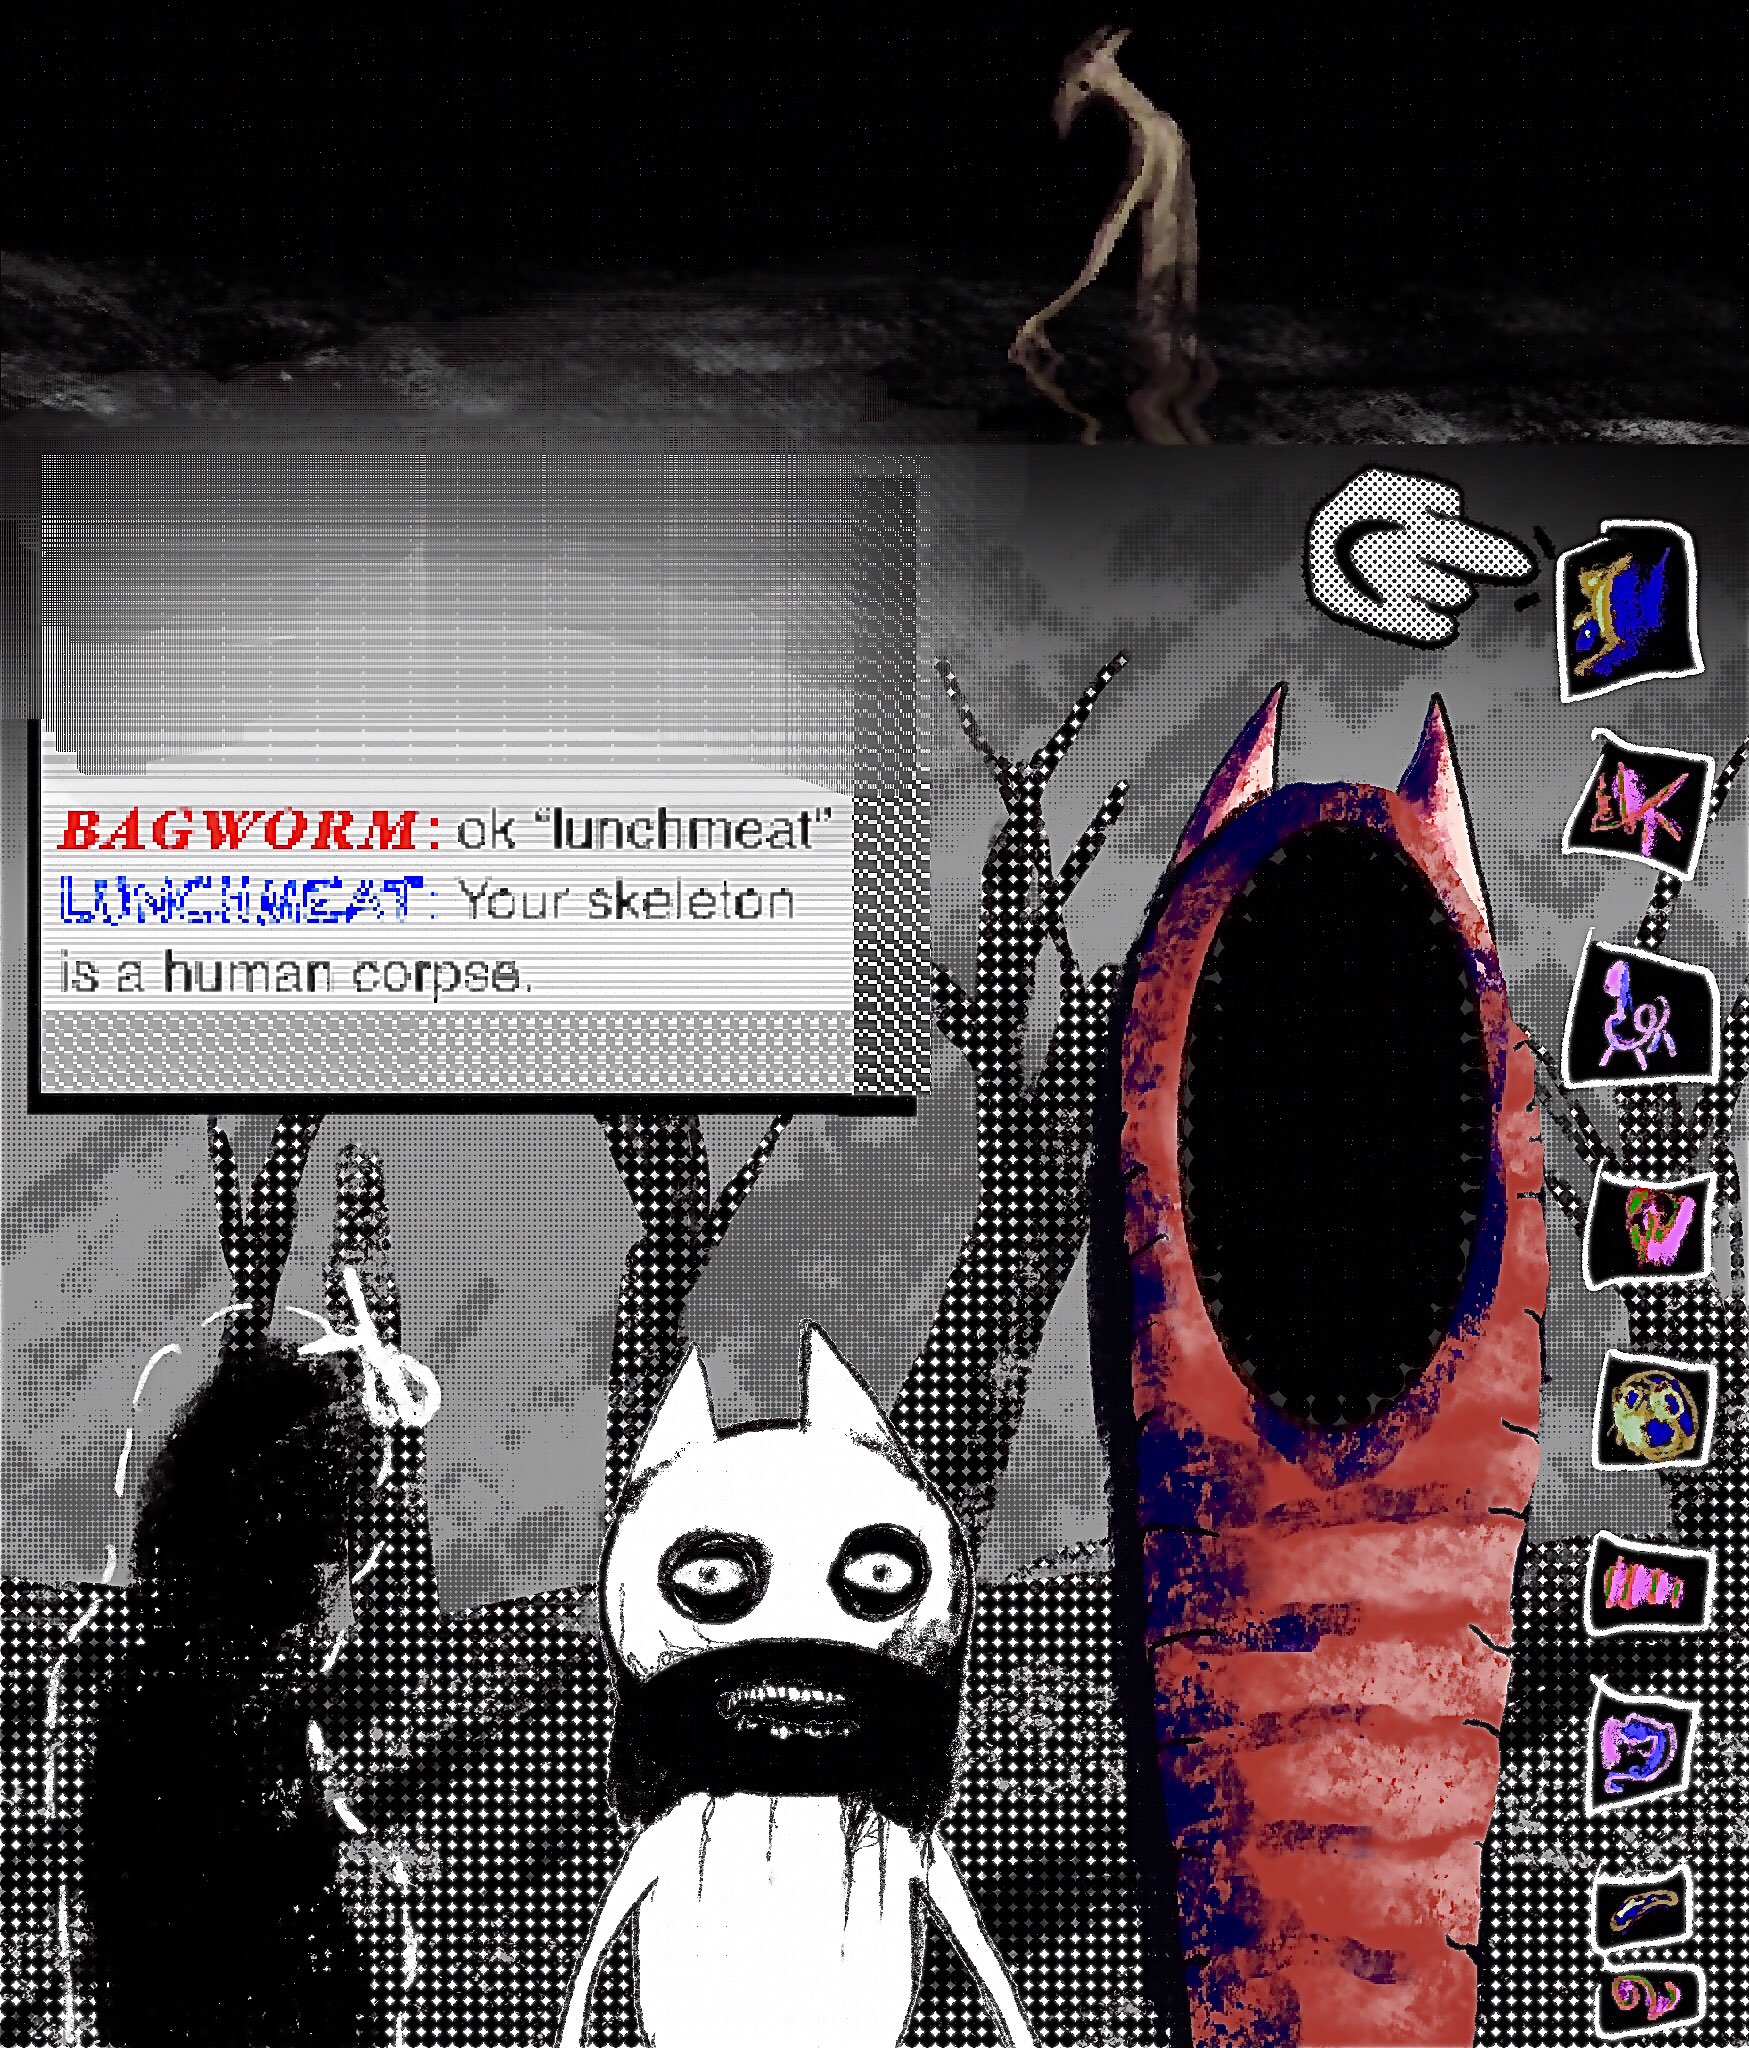 BAGWORM: ok “lunchmeat”
LUNCHMEAT: Your skeleton
is a human corpse.